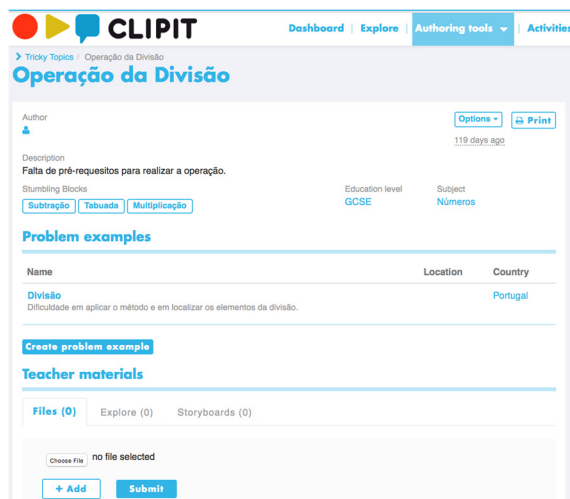 CLIPIT
Dashboard | Explore | Authoring tools | Activities
Tricky Topics / Operação da Divisão
Operação da Divisão
Author
Options
Print
119 days ago
Description
Falta de pré-requesitos para realizar a operação.
Stumbling Blocks
Education level
Subject
Subtração
Tabuada
Multiplicação
GCSE
Números
Problem examples
Name
Location
Country
Divisão
Portugal
Dificuldade em aplicar o método e em localizar os elementos da divisão.
Create problem example
Teacher materials
Files (0)
Explore (0)
Storyboards (0)
Choose File no file selected
+ Add
Submit